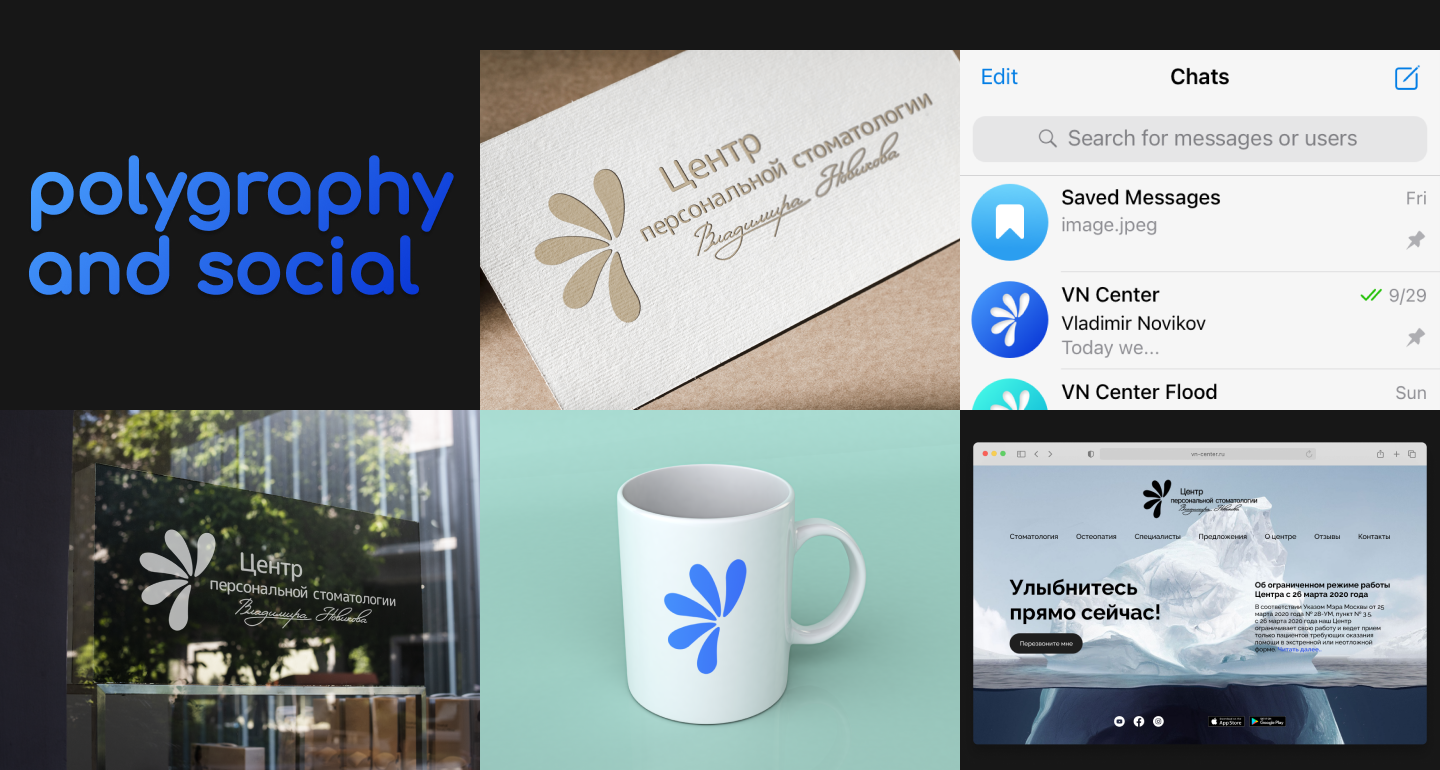 polygraphy
and social
Центр
персональной стоматологии
Владимира Новикова
Edit
Chats
Search for messages or users
Saved Messages
Fri
image.jpeg
VN Center
9/29
Vladimir Novikov
Today we...
VN Center Flood
Sun
Центр
персональной стоматологии
Владимира Новикова
vn-center.ru
Центр
персональной стоматологии
Владимира Новикова
Стоматология Остеопатия Специалисты Предложения О центре Отзывы Контакты
Улыбнитесь
прямо сейчас!
Перезвоните мне
Об ограниченном режиме работы
Центра с 26 марта 2020 года
В соответствии Указом Мэра Москвы от 25
марта 2020 года № 28-УМ, пункт № 3.5,
с 26 марта 2020 года наш Центр
ограничивает свою работу и ведет прием
только пациентов требующих оказания
помощи в экстренной или неотложной
форме. Читать далее..
App Store
Google Play